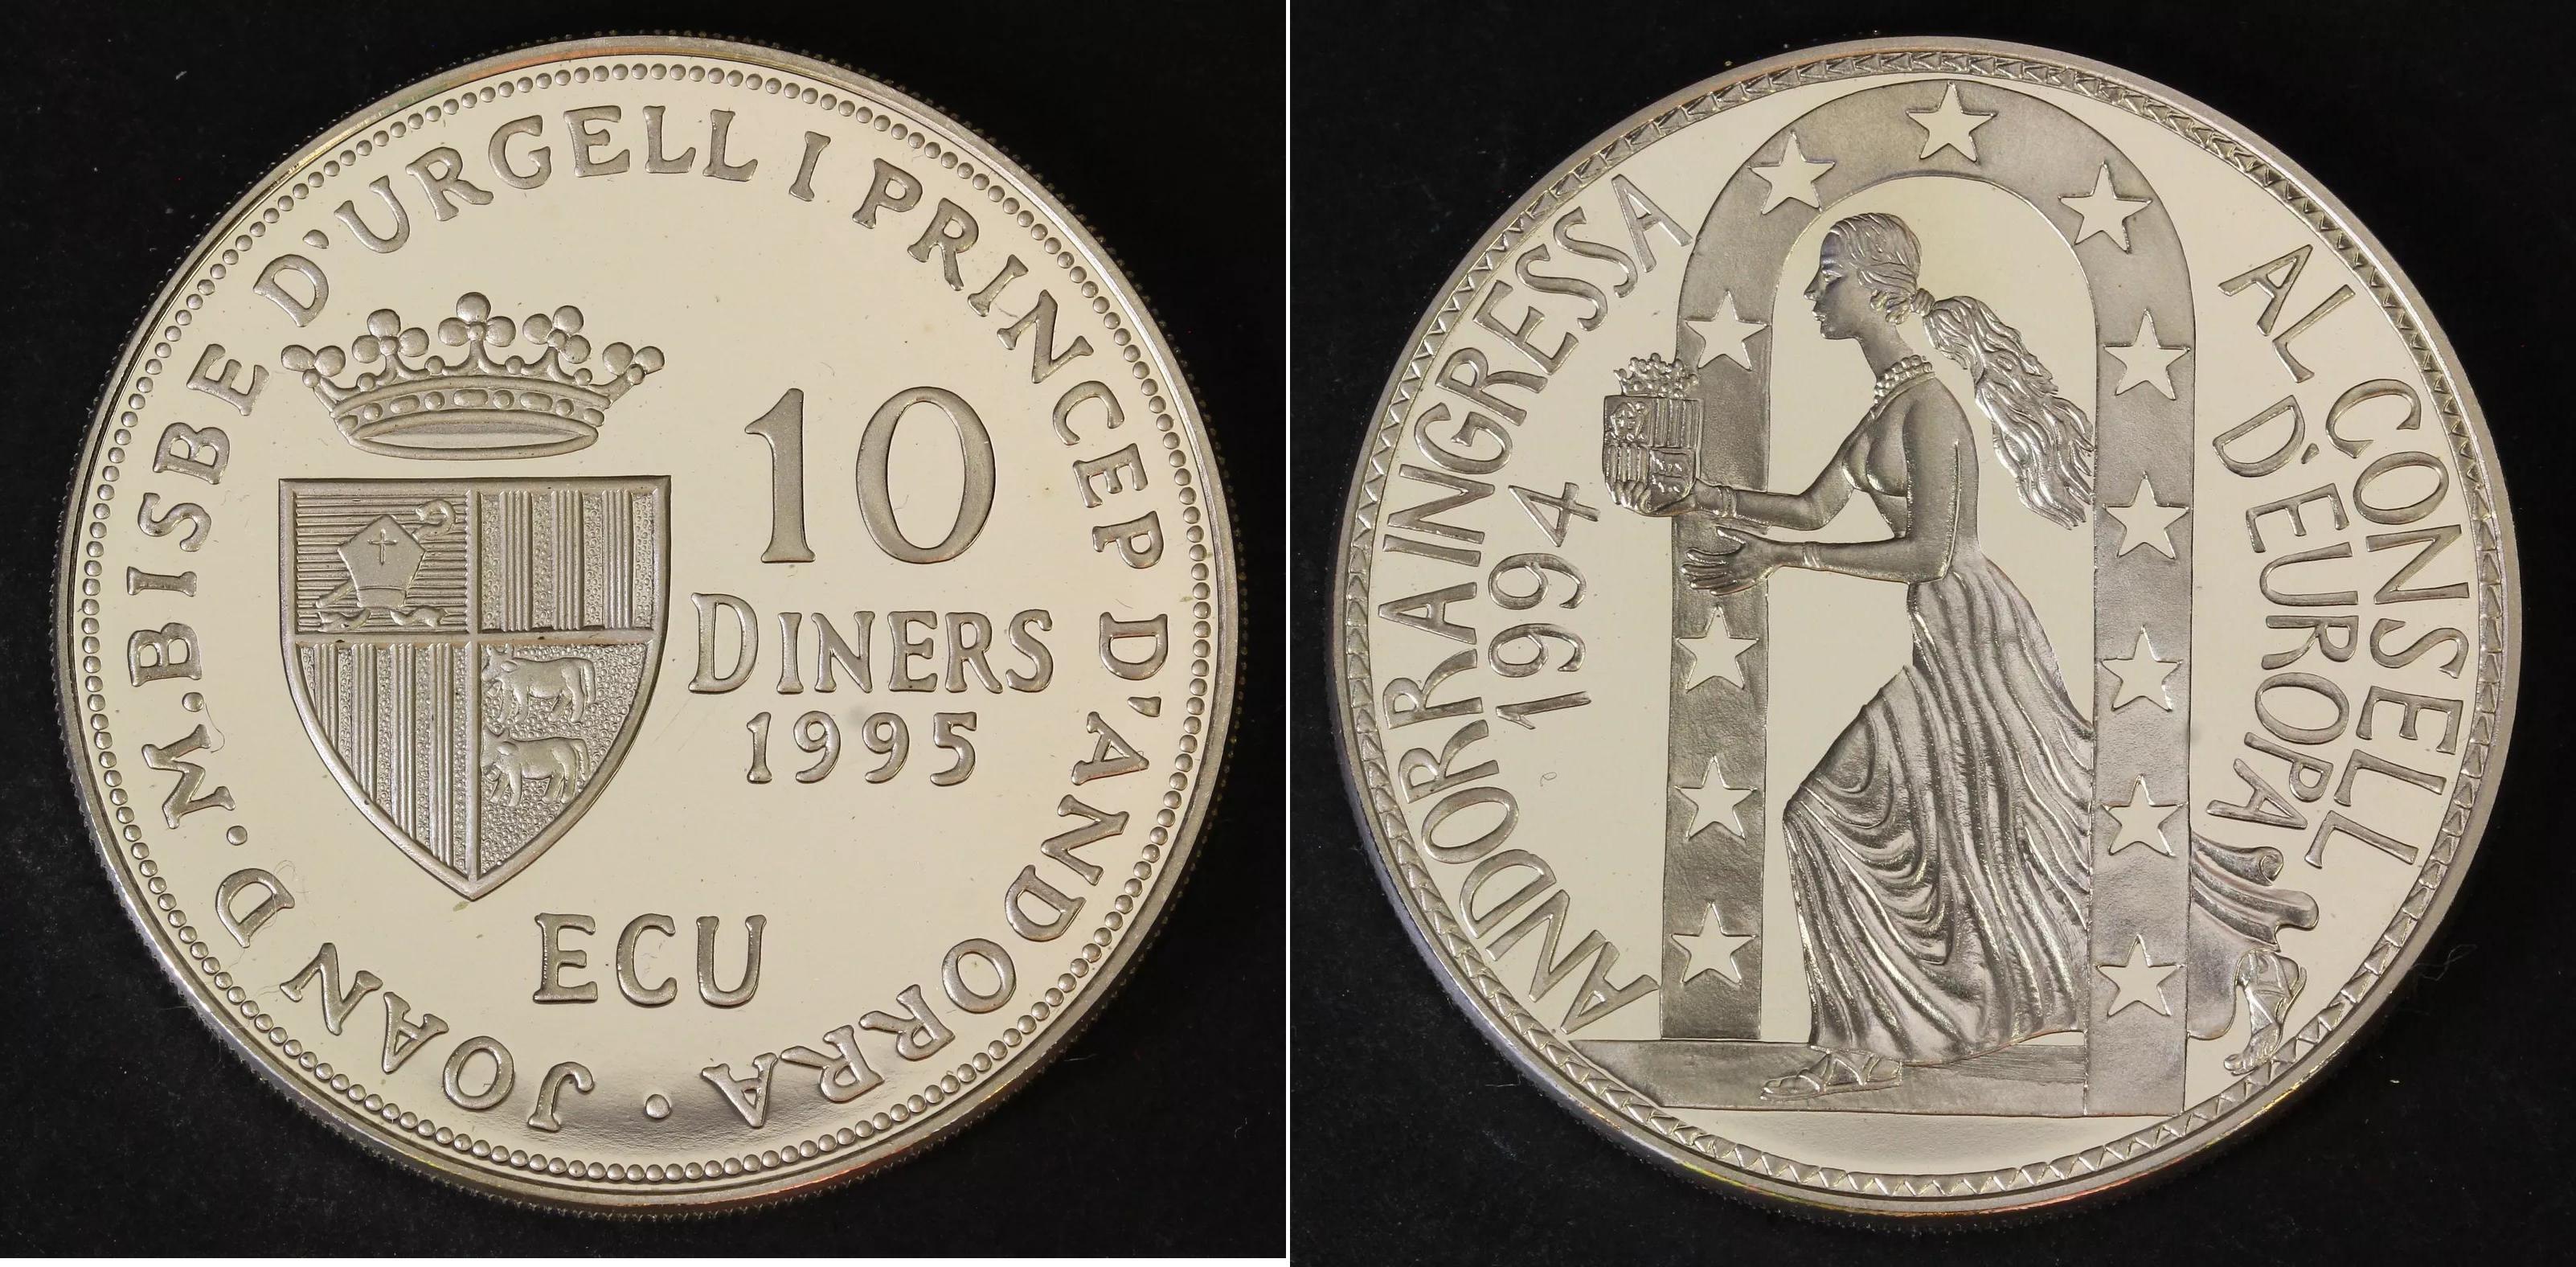 JOAN D.M.BISBE D'URGELL I PRINCEP D'ANDORRA •
10
DINERS
1995
ECU
ANDORRA INGRESSA
1994
AL CONSELL
D'EUROPA